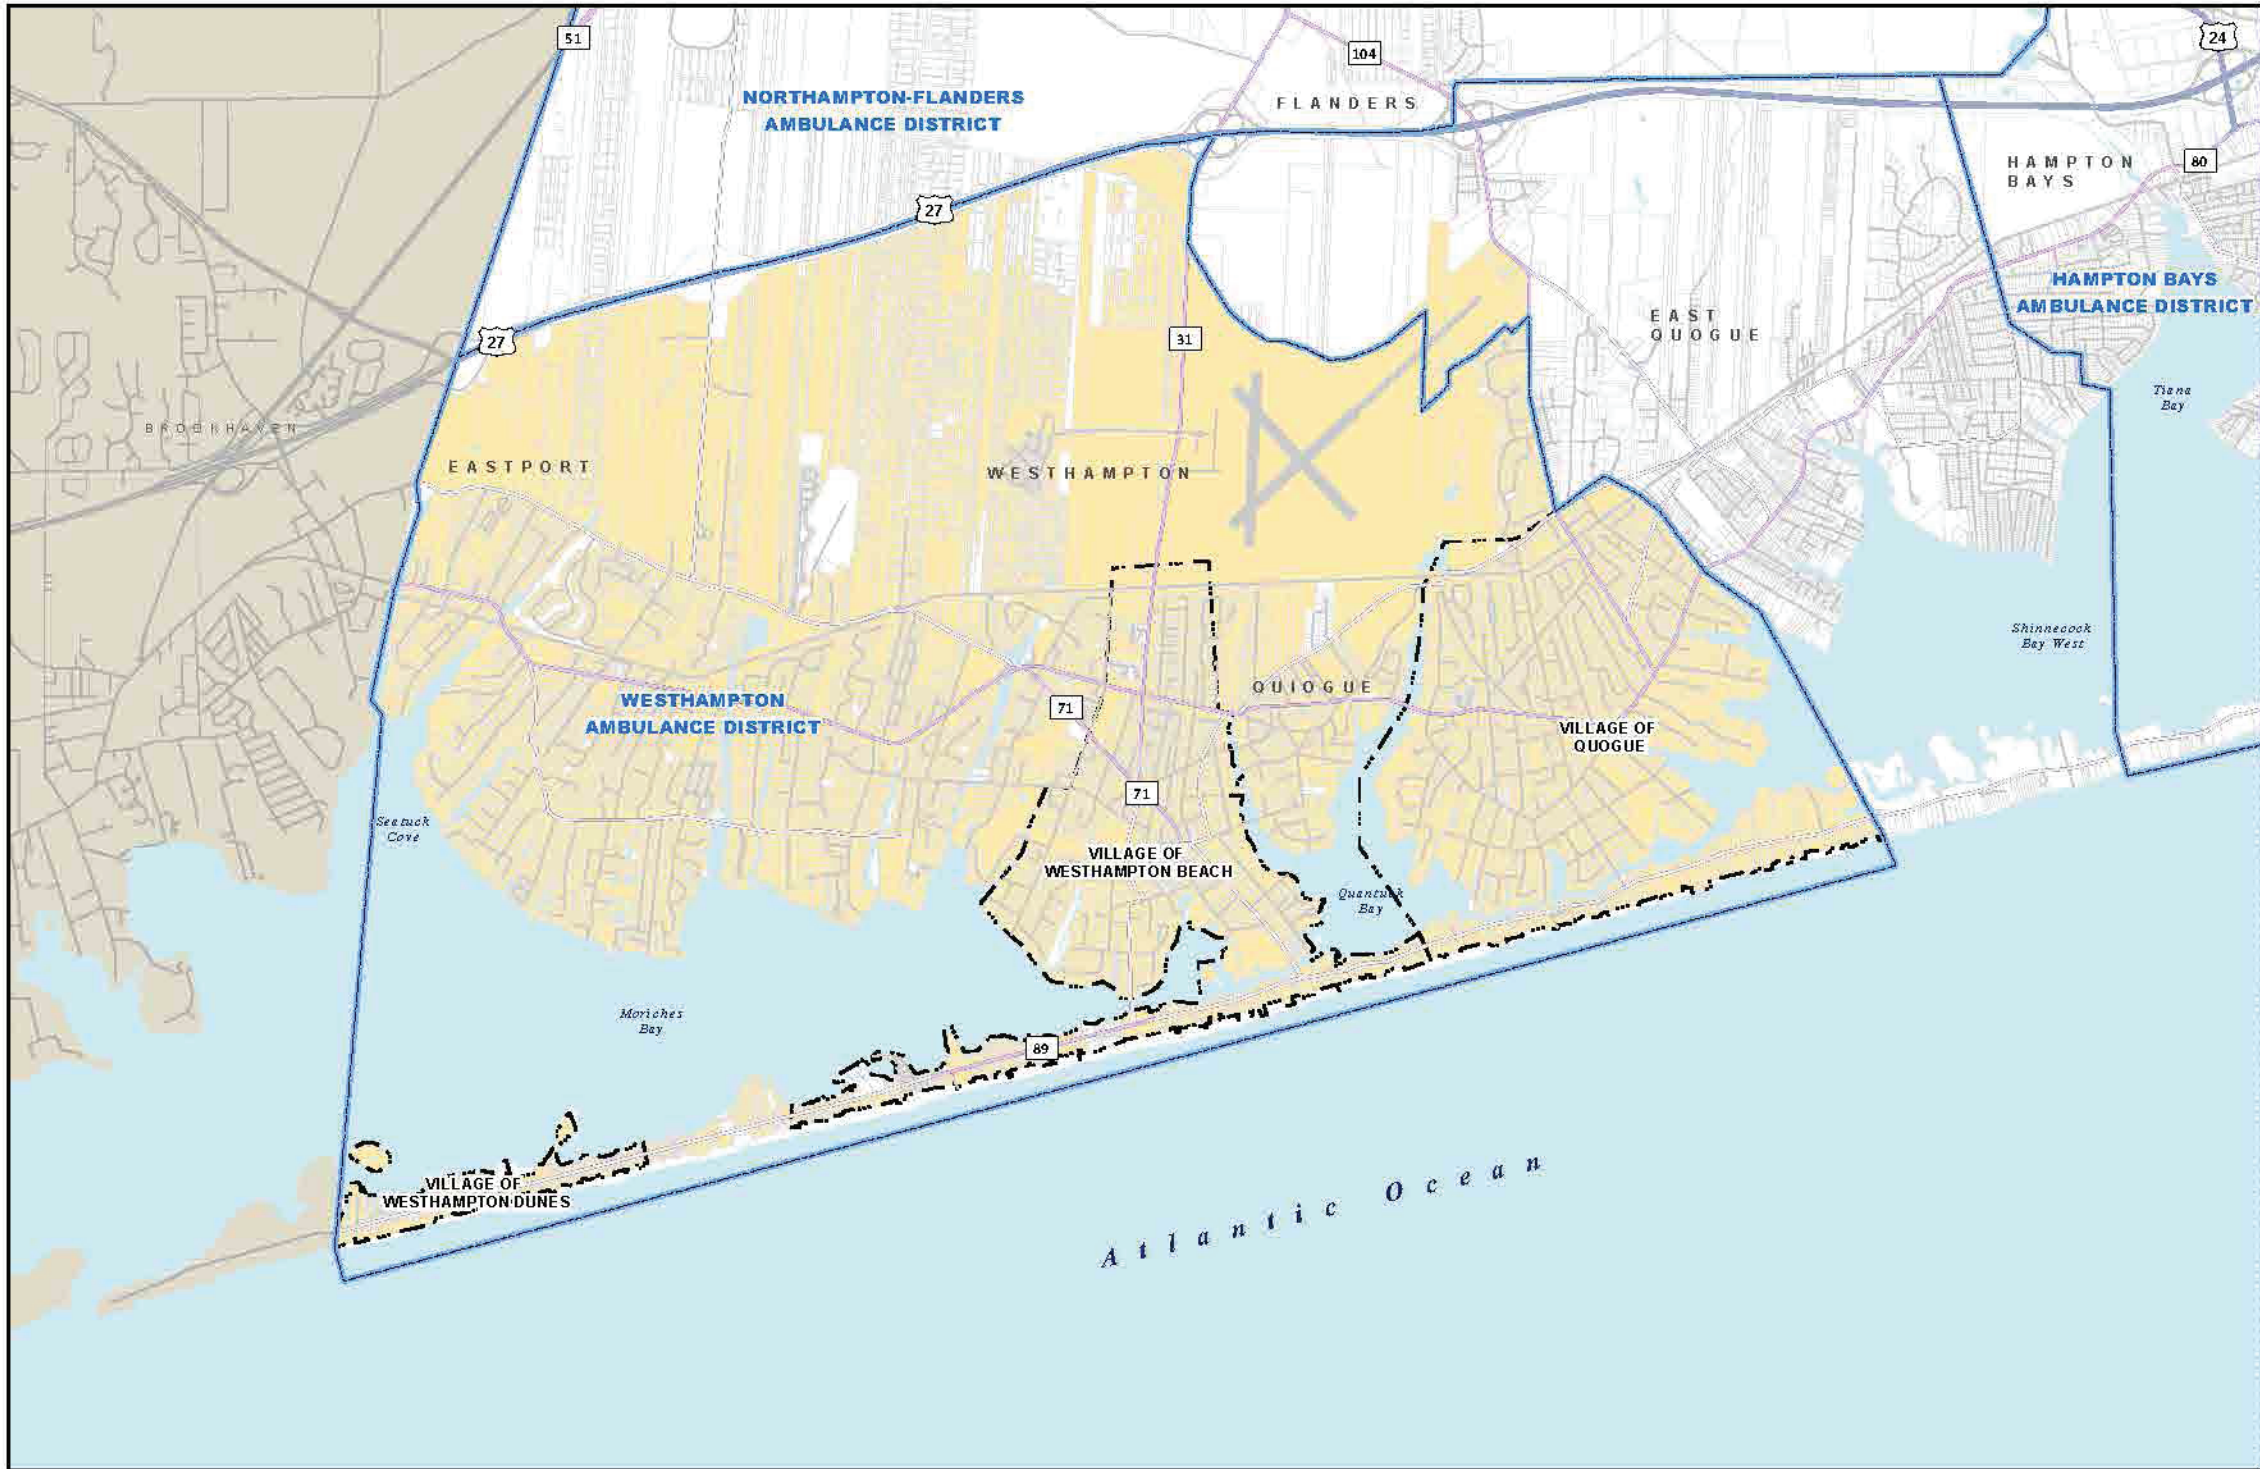 51
104
24
NORTHAMPTON-FLANDERS
AMBULANCE DISTRICT
FLANDERS
HAMPTON
BAYS
80
27
HAMPTON BAYS
AMBULANCE DISTRICT
EAST
QUOGUE
27
31
Tiana
Bay
BROOKHAVEN
EASTPORT
WESTHAMPTON
Shinnecock
Bay West
QUIOGUE
WESTHAMPTON
AMBULANCE DISTRICT
71
VILLAGE OF
QUOGUE
71
Seatuck
Cove
VILLAGE OF
WESTHAMPTON BEACH
Quantuck
Bay
Moriches
Bay
89
VILLAGE OF
WESTHAMPTON DUNES
Atlantic Ocean